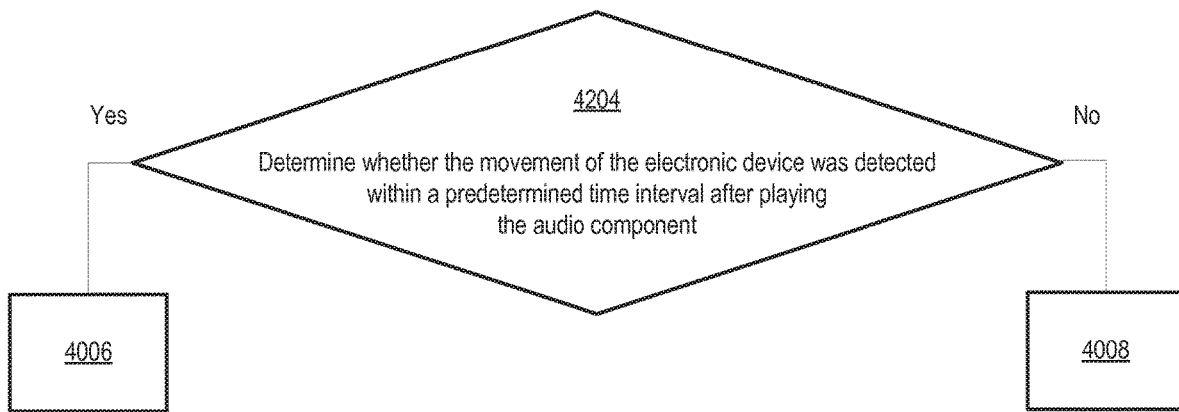 4204
Yes
No
Determine whether the movement of the electronic device was detected
within a predetermined time interval after playing
the audio component
4006
4008